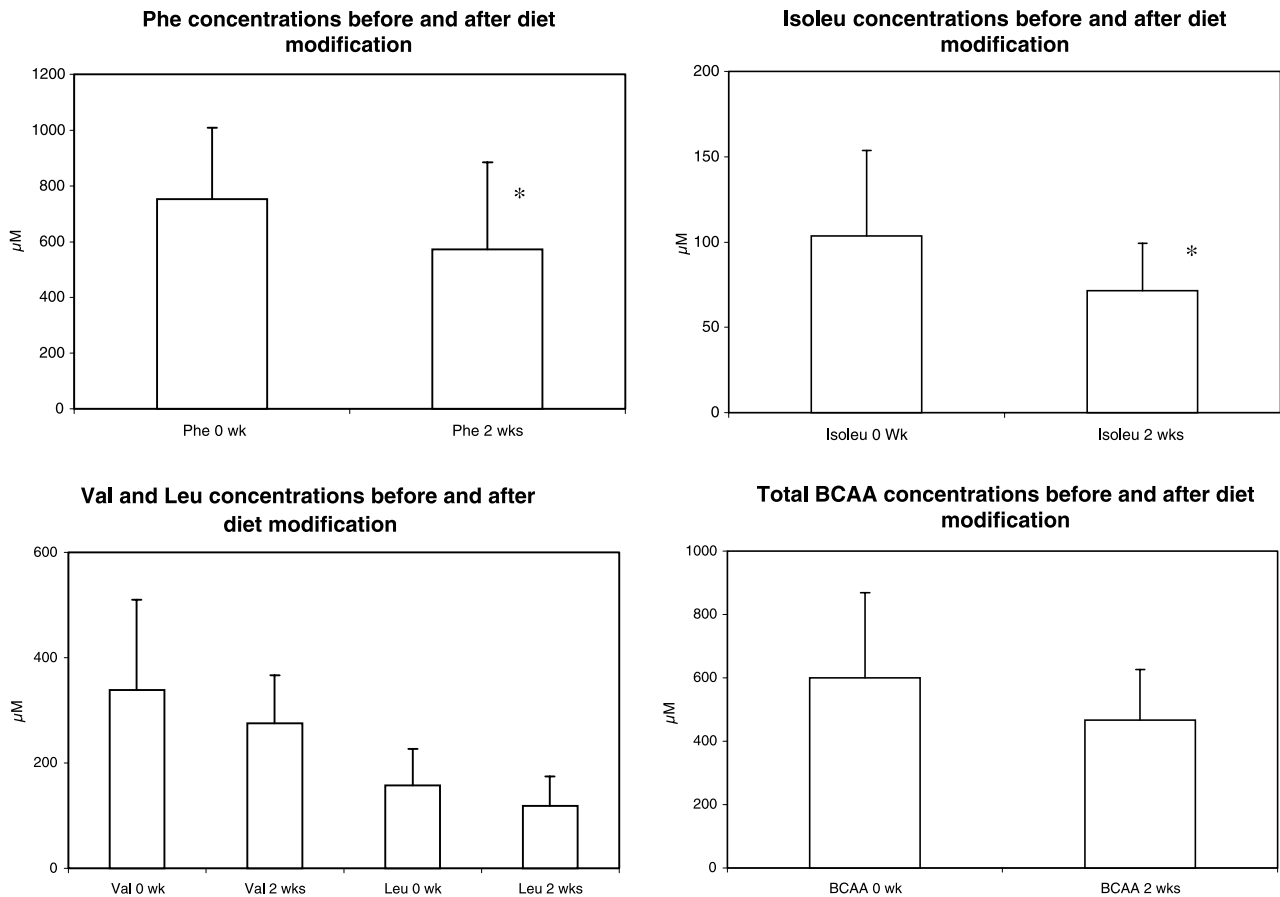 Phe concentrations before and after diet
modification
1200
1000
800
600
400
200
0
µM
*
Phe 0 wk
Phe 2 wks
Isoleu concentrations before and after diet
modification
200
150
100
50
0
µM
*
Isoleu 0 Wk
Isoleu 2 wks
Val and Leu concentrations before and after
diet modification
600
400
200
0
µM
Val 0 wk
Val 2 wks
Leu 0 wk
Leu 2 wks
Total BCAA concentrations before and after diet
modification
1000
800
600
400
200
0
µM
BCAA 0 wk
BCAA 2 wks